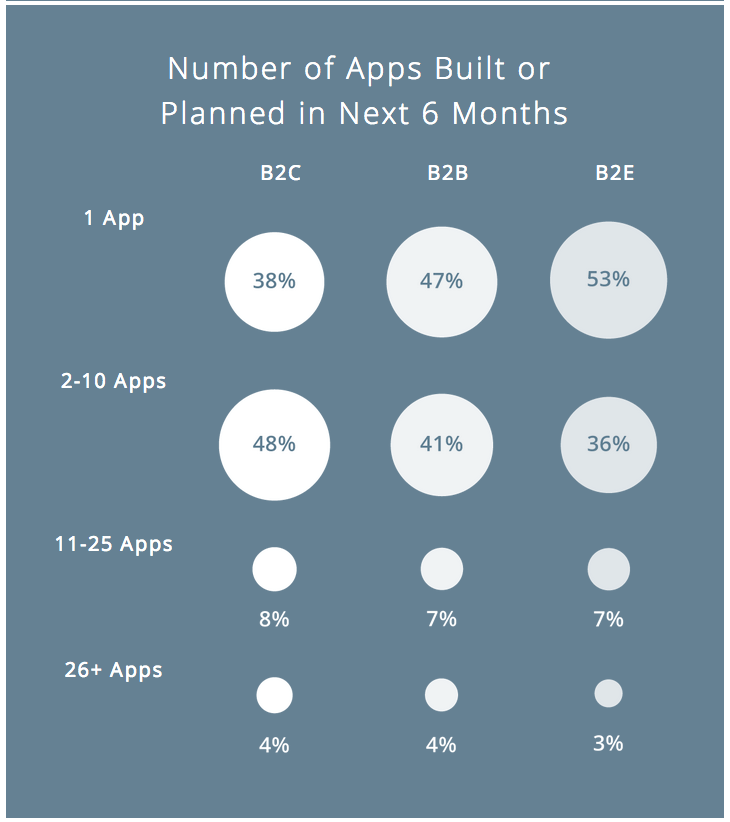 Number of Apps Built or
Planned in Next 6 Months
B2C B2B B2E
1 App
38% 47% 53%
2-10 Apps
48% 41% 36%
11-25 Apps
8% 7% 7%
26+ Apps
4% 4% 3%